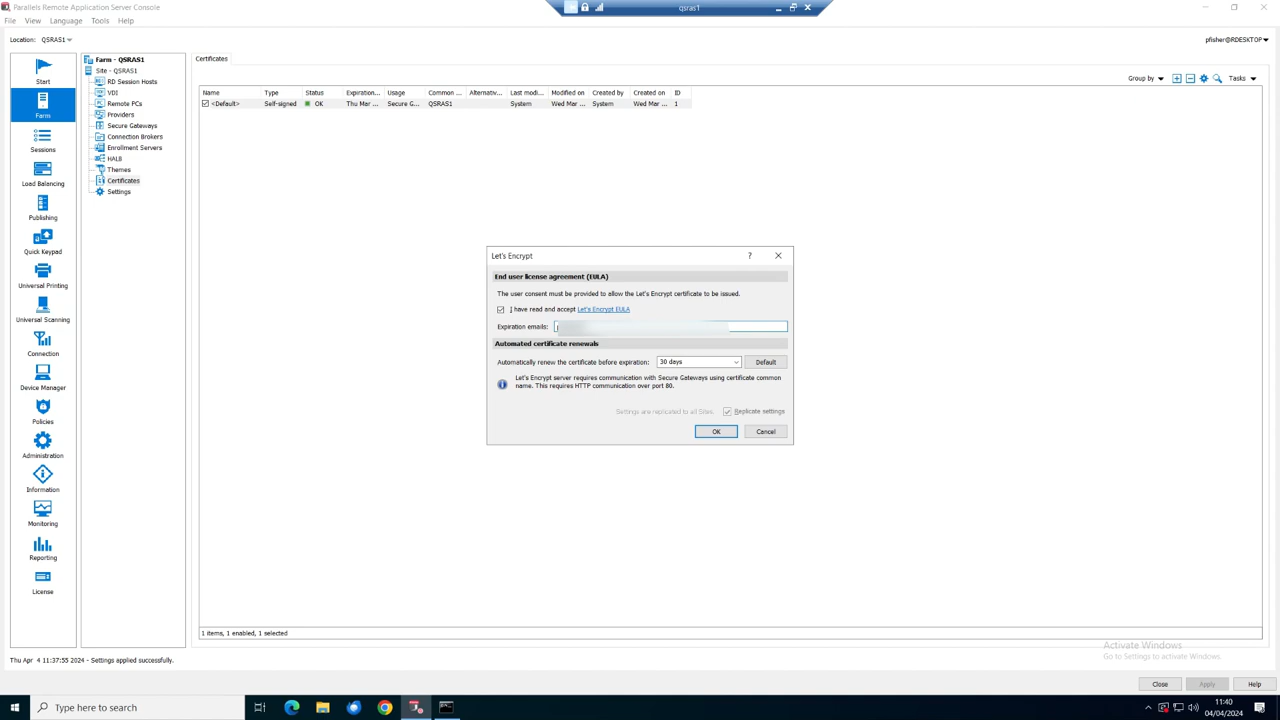 Parallels Remote Application Server Console
qsras1
File View Language Tools Help
Location: QSRAS1
pfisher@RDESKTOP
Start
Farm
Sessions
Load Balancing
Publishing
Quick Keypad
Universal Printing
Universal Scanning
Connection
Device Manager
Policies
Administration
Information
Monitoring
Reporting
License
Farm - QSRAS1
Site - QSRAS1
RD Session Hosts
VDI
Remote PCs
Providers
Secure Gateways
Connection Brokers
Enrollment Servers
HALB
Themes
Certificates
Settings
Certificates
Group by Tasks
Name Type Status Expiration... Usage Common ... Alternativ... Last modi... Modified on Created by Created on ID
<Default> Self-signed OK Thu Mar ... Secure G... QSRAS1 System Wed Mar ... System Wed Mar ... 1
Let's Encrypt ?
End user license agreement (EULA)
The user consent must be provided to allow the Let's Encrypt certificate to be issued.
I have read and accept Let's Encrypt EULA
Expiration emails:
Automated certificate renewals
Automatically renew the certificate before expiration: 30 days Default
Let's Encrypt server requires communication with Secure Gateways using certificate common
name. This requires HTTP communication over port 80.
Settings are replicated to all Sites. Replicate settings
OK Cancel
1 items, 1 enabled, 1 selected
Activate Windows
Go to Settings to activate Windows.
Thu Apr 4 11:37:55 2024 - Settings applied successfully.
Close Apply Help
Type here to search
11:40
04/04/2024